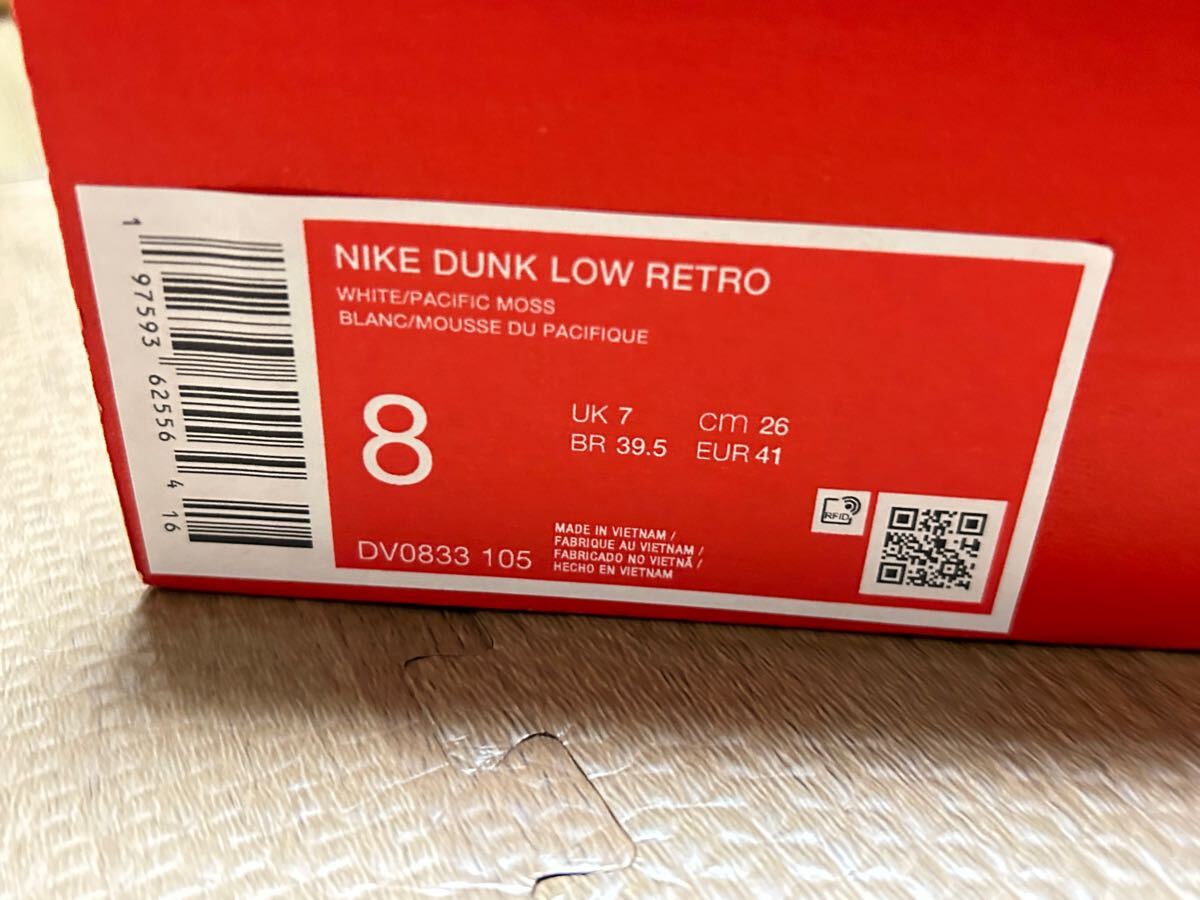 NIKE DUNK LOW RETRO
WHITE/PACIFIC MOSS
BLANC/MOUSSE DU PACIFIQUE
8
UK 7 cm 26
BR 39.5 EUR 41
DV0833 105
MADE IN VIETNAM /
FABRIQUE AU VIETNAM /
FABRICADO NO VIETNÃ /
HECHO EN VIETNAM
RFID
1 97593 62556 4 16